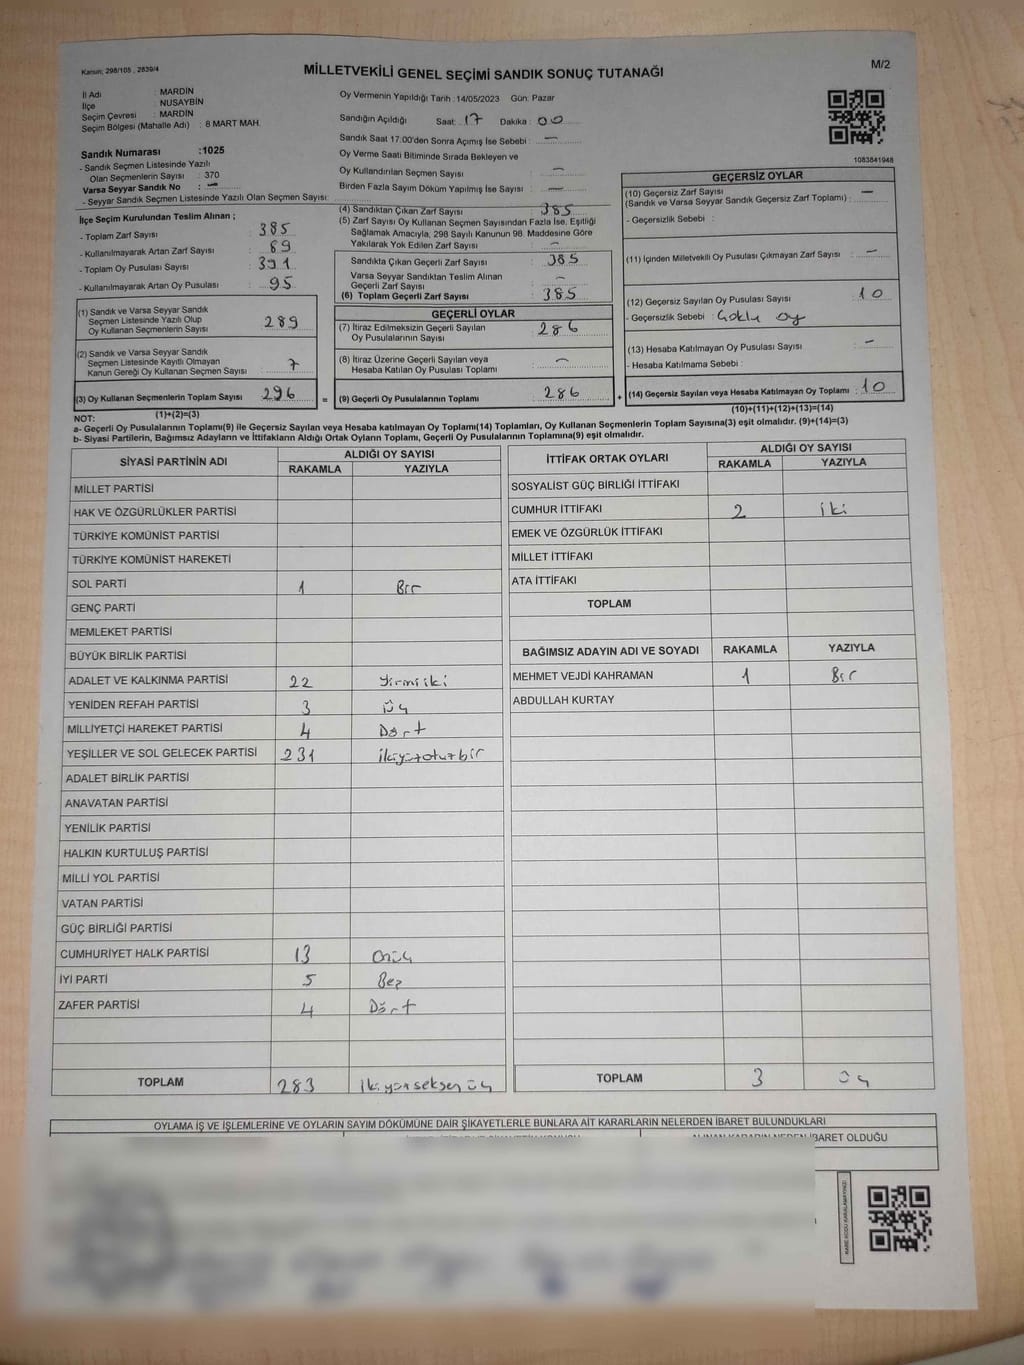 Kanun; 298/105 , 2839/4
MİLLETVEKİLİ GENEL SEÇİMİ SANDIK SONUÇ TUTANAĞI
M/2
İl Adı : MARDİN
İlçe : NUSAYBİN
Seçim Çevresi : MARDİN
Seçim Bölgesi (Mahalle Adı) : 8 MART MAH.
Sandık Numarası :1025
- Sandık Seçmen Listesinde Yazılı
Olan Seçmenlerin Sayısı : 370
Varsa Seyyar Sandık No : —
- Seyyar Sandık Seçmen Listesinde Yazılı Olan Seçmen Sayısı:
İlçe Seçim Kurulundan Teslim Alınan ;
- Toplam Zarf Sayısı : 385
- Kullanılmayarak Artan Zarf Sayısı : 89
- Toplam Oy Pusulası Sayısı : 391
- Kullanılmayarak Artan Oy Pusulası : 95
(1) Sandık ve Varsa Seyyar Sandık
Seçmen Listesinde Yazılı Olup
Oy Kullanan Seçmenlerin Sayısı : 289
(2) Sandık ve Varsa Seyyar Sandık
Seçmen Listesinde Kayıtlı Olmayan
Kanun Gereği Oy Kullanan Seçmen Sayısı : 7
(3) Oy Kullanan Seçmenlerin Toplam Sayısı : 296 =
(1)+(2)=(3)
Oy Vermenin Yapıldığı Tarih :14/05/2023 Gün: Pazar
Sandığın Açıldığı Saat: 17 Dakika : 00
Sandık Saat 17.00'den Sonra Açımış İse Sebebi : —
Oy Verme Saati Bitiminde Sırada Bekleyen ve
Oy Kullandırılan Seçmen Sayısı : —
Birden Fazla Sayım Döküm Yapılmış İse Sayısı : —
(4) Sandıktan Çıkan Zarf Sayısı : 385
(5) Zarf Sayısı Oy Kullanan Seçmen Sayısından Fazla İse, Eşitliği
Sağlamak Amacıyla, 298 Sayılı Kanunun 98. Maddesine Göre
Yakılarak Yok Edilen Zarf Sayısı : —
Sandıkta Çıkan Geçerli Zarf Sayısı : 385
Varsa Seyyar Sandıktan Teslim Alınan
Geçerli Zarf Sayısı : —
(6) Toplam Geçerli Zarf Sayısı : 385
GEÇERLİ OYLAR
(7) İtiraz Edilmeksizin Geçerli Sayılan
Oy Pusulalarının Sayısı : 286
(8) İtiraz Üzerine Geçerli Sayılan veya
Hesaba Katılan Oy Pusulası Toplamı : —
(9) Geçerli Oy Pusulalarının Toplamı : 286 +
1083841948
GEÇERSİZ OYLAR
(10) Geçersiz Zarf Sayısı
(Sandık ve Varsa Seyyar Sandık Geçersiz Zarf Toplamı) : —
- Geçersizlik Sebebi :
(11) İçinden Milletvekili Oy Pusulası Çıkmayan Zarf Sayısı : —
(12) Geçersiz Sayılan Oy Pusulası Sayısı : 10
- Geçersizlik Sebebi : Çoklu oy
(13) Hesaba Katılmayan Oy Pusulası Sayısı : —
- Hesaba Katılmama Sebebi :
(14) Geçersiz Sayılan veya Hesaba Katılmayan Oy Toplamı : 10
(10)+(11)+(12)+(13)=(14)
NOT:
a- Geçerli Oy Pusulalarının Toplamı(9) ile Geçersiz Sayılan veya Hesaba katılmayan Oy Toplamı(14) Toplamları, Oy Kullanan Seçmenlerin Toplam Sayısına(3) eşit olmalıdır. (9)+(14)=(3)
b- Siyasi Partilerin, Bağımsız Adayların ve İttifakların Aldığı Ortak Oyların Toplamı, Geçerli Oy Pusulalarının Toplamına(9) eşit olmalıdır.
SİYASİ PARTİNİN ADI ALDIĞI OY SAYISI
RAKAMLA YAZIYLA
MİLLET PARTİSİ
HAK VE ÖZGÜRLÜKLER PARTİSİ
TÜRKİYE KOMÜNİST PARTİSİ
TÜRKİYE KOMÜNİST HAREKETİ
SOL PARTİ 1 Bir
GENÇ PARTİ
MEMLEKET PARTİSİ
BÜYÜK BİRLİK PARTİSİ
ADALET VE KALKINMA PARTİSİ 22 Yirmiiki
YENİDEN REFAH PARTİSİ 3 Üç
MİLLİYETÇİ HAREKET PARTİSİ 4 Dört
YEŞİLLER VE SOL GELECEK PARTİSİ 231 ikiyüzotuzbir
ADALET BİRLİK PARTİSİ
ANAVATAN PARTİSİ
YENİLİK PARTİSİ
HALKIN KURTULUŞ PARTİSİ
MİLLİ YOL PARTİSİ
VATAN PARTİSİ
GÜÇ BİRLİĞİ PARTİSİ
CUMHURİYET HALK PARTİSİ 13 Onüç
İYİ PARTİ 5 Beş
ZAFER PARTİSİ 4 Dört
TOPLAM 283 ikiyüzseksenüç
İTTİFAK ORTAK OYLARI ALDIĞI OY SAYISI
RAKAMLA YAZIYLA
SOSYALİST GÜÇ BİRLİĞİ İTTİFAKI
CUMHUR İTTİFAKI 2 iki
EMEK VE ÖZGÜRLÜK İTTİFAKI
MİLLET İTTİFAKI
ATA İTTİFAKI
TOPLAM
BAĞIMSIZ ADAYIN ADI VE SOYADI RAKAMLA YAZIYLA
MEHMET VEJDİ KAHRAMAN 1 Bir
ABDULLAH KURTAY
TOPLAM 3 Üç
OYLAMA İŞ VE İŞLEMLERİNE VE OYLARIN SAYIM DÖKÜMÜNE DAİR ŞİKAYETLERLE BUNLARA AİT KARARLARIN NELERDEN İBARET BULUNDUKLARI
ALINAN KARARIN NEDEN İBARET OLDUĞU
KARE KODU KARALAMAYINIZ!